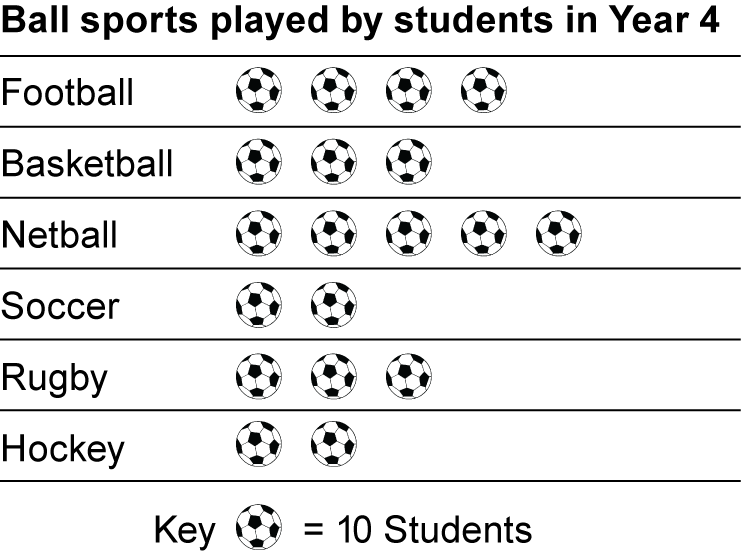 Ball sports played by students in Year 4
Football
Basketball
Netball
Soccer
Rugby
Hockey
Key = 10 Students